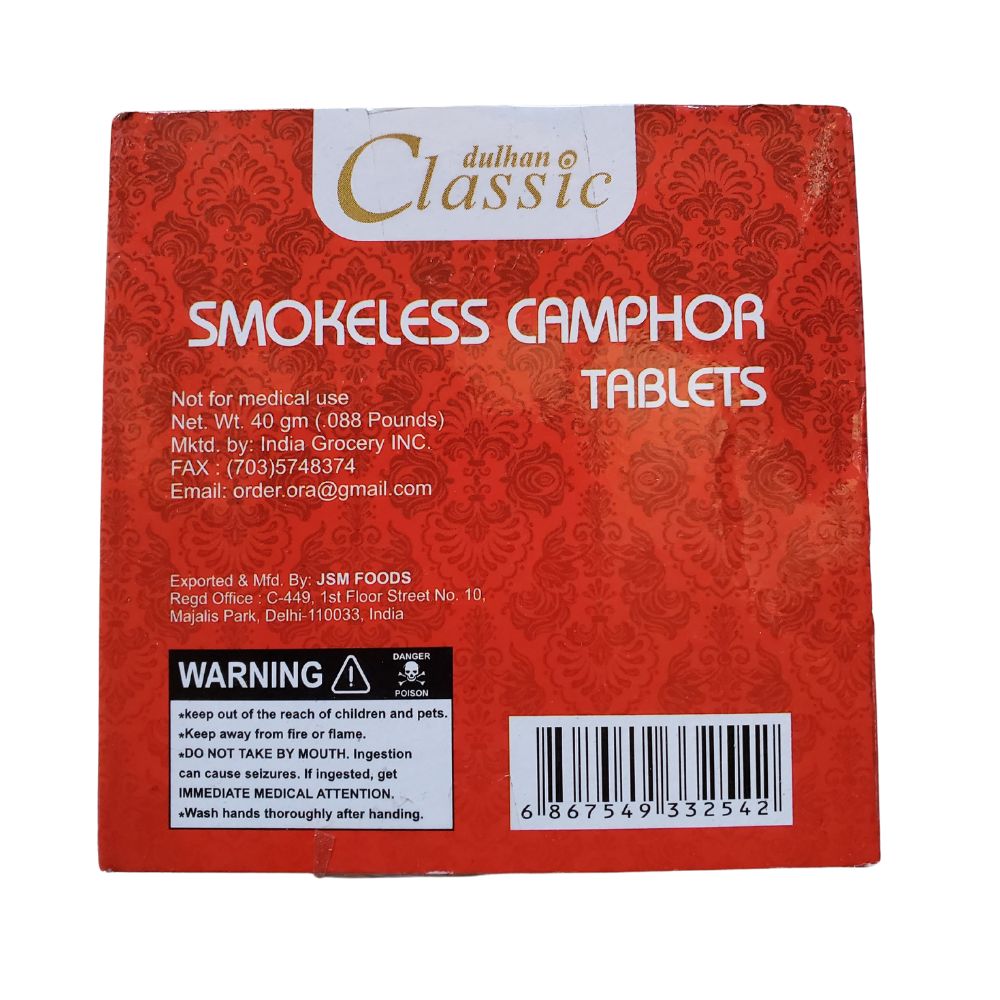 dulhan
Classic
SMOKELESS CAMPHOR
TABLETS
Not for medical use
Net. Wt. 40 gm (.088 Pounds)
Mktd. by: India Grocery INC.
FAX : (703)5748374
Email: order.ora@gmail.com
Exported & Mfd. By: JSM FOODS
Regd Office : C-449, 1st Floor Street No. 10,
Majalis Park, Delhi-110033, India
WARNING
DANGER
POISON
*keep out of the reach of children and pets.
*Keep away from fire or flame.
*DO NOT TAKE BY MOUTH. Ingestion
can cause seizures. If ingested, get
IMMEDIATE MEDICAL ATTENTION.
*Wash hands thoroughly after handing.
6 867549 332542